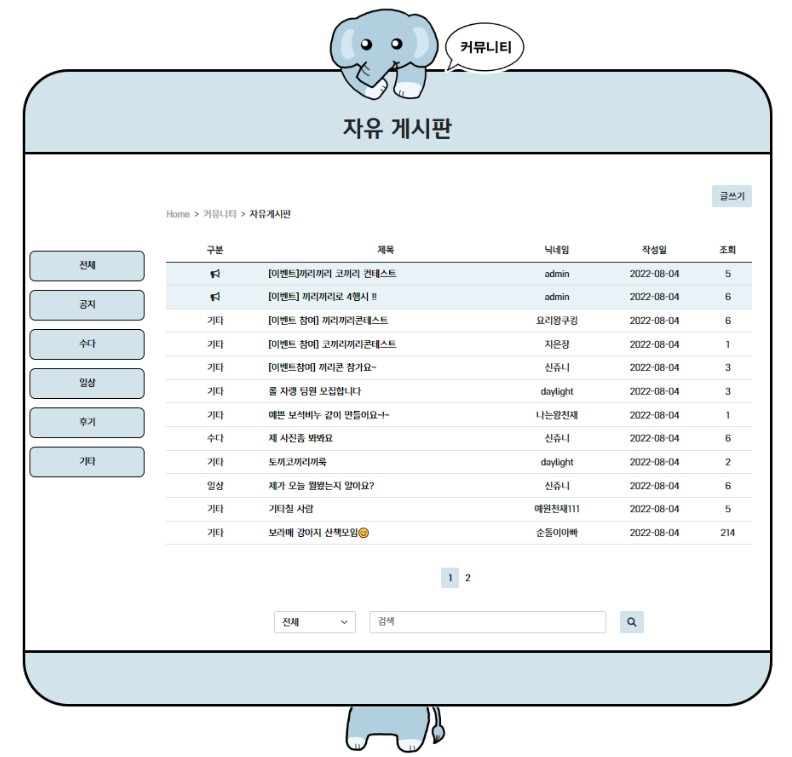 커뮤니티
자유 게시판
글쓰기
Home > 커뮤니티 > 자유게시판
전체
공지
수다
일상
후기
기타
구분 제목 닉네임 작성일 조회
[이벤트]끼리끼리 코끼리 컨테스트 admin 2022-08-04 5
[이벤트] 끼리끼리로 4행시 !! admin 2022-08-04 6
기타 [이벤트 참여] 끼리끼리콘테스트 요리왕쿠킹 2022-08-04 6
기타 [이벤트 참여] 코끼리끼리콘테스트 지은장 2022-08-04 1
기타 [이벤트참여] 끼리콘 참가요~ 신쥬니 2022-08-04 3
기타 롤 자랭 팀원 모집합니다 daylight 2022-08-04 3
기타 예쁜 보석비누 같이 만들어요~!~ 나는왕천재 2022-08-04 1
수다 제 사진좀 봐봐요 신쥬니 2022-08-04 6
기타 토끼코끼리끼룩 daylight 2022-08-04 2
일상 제가 오늘 뭘봤는지 알아요? 신쥬니 2022-08-04 6
기타 기타칠 사람 예원천재111 2022-08-04 5
기타 보라매 강아지 산책모임😊 순돌이아빠 2022-08-04 214
1 2
전체 검색